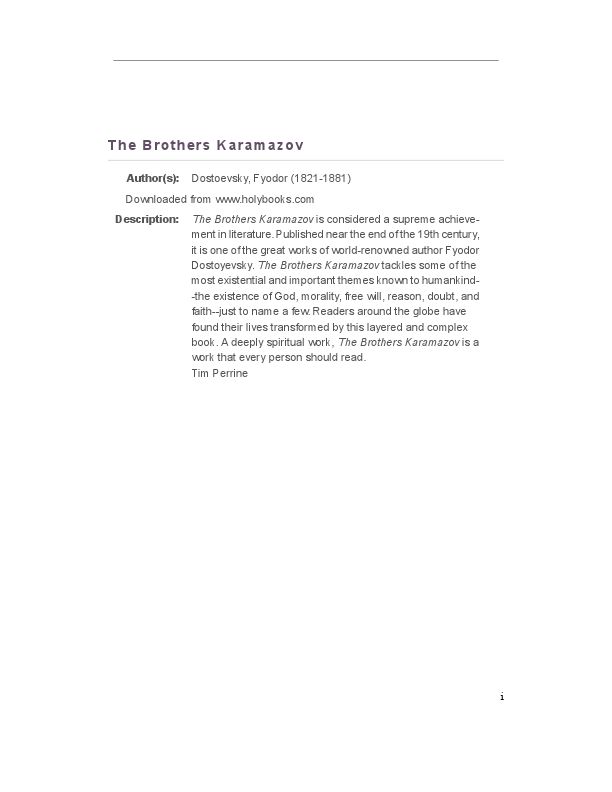 The Brothers Karamazov
Author(s): Dostoevsky, Fyodor (1821-1881)
Downloaded from www.holybooks.com
Description: The Brothers Karamazov is considered a supreme achieve-
ment in literature. Published near the end of the 19th century,
it is one of the great works of world-renowned author Fyodor
Dostoyevsky. The Brothers Karamazov tackles some of the
most existential and important themes known to humankind-
-the existence of God, morality, free will, reason, doubt, and
faith--just to name a few. Readers around the globe have
found their lives transformed by this layered and complex
book. A deeply spiritual work, The Brothers Karamazov is a
work that every person should read.
Tim Perrine
i